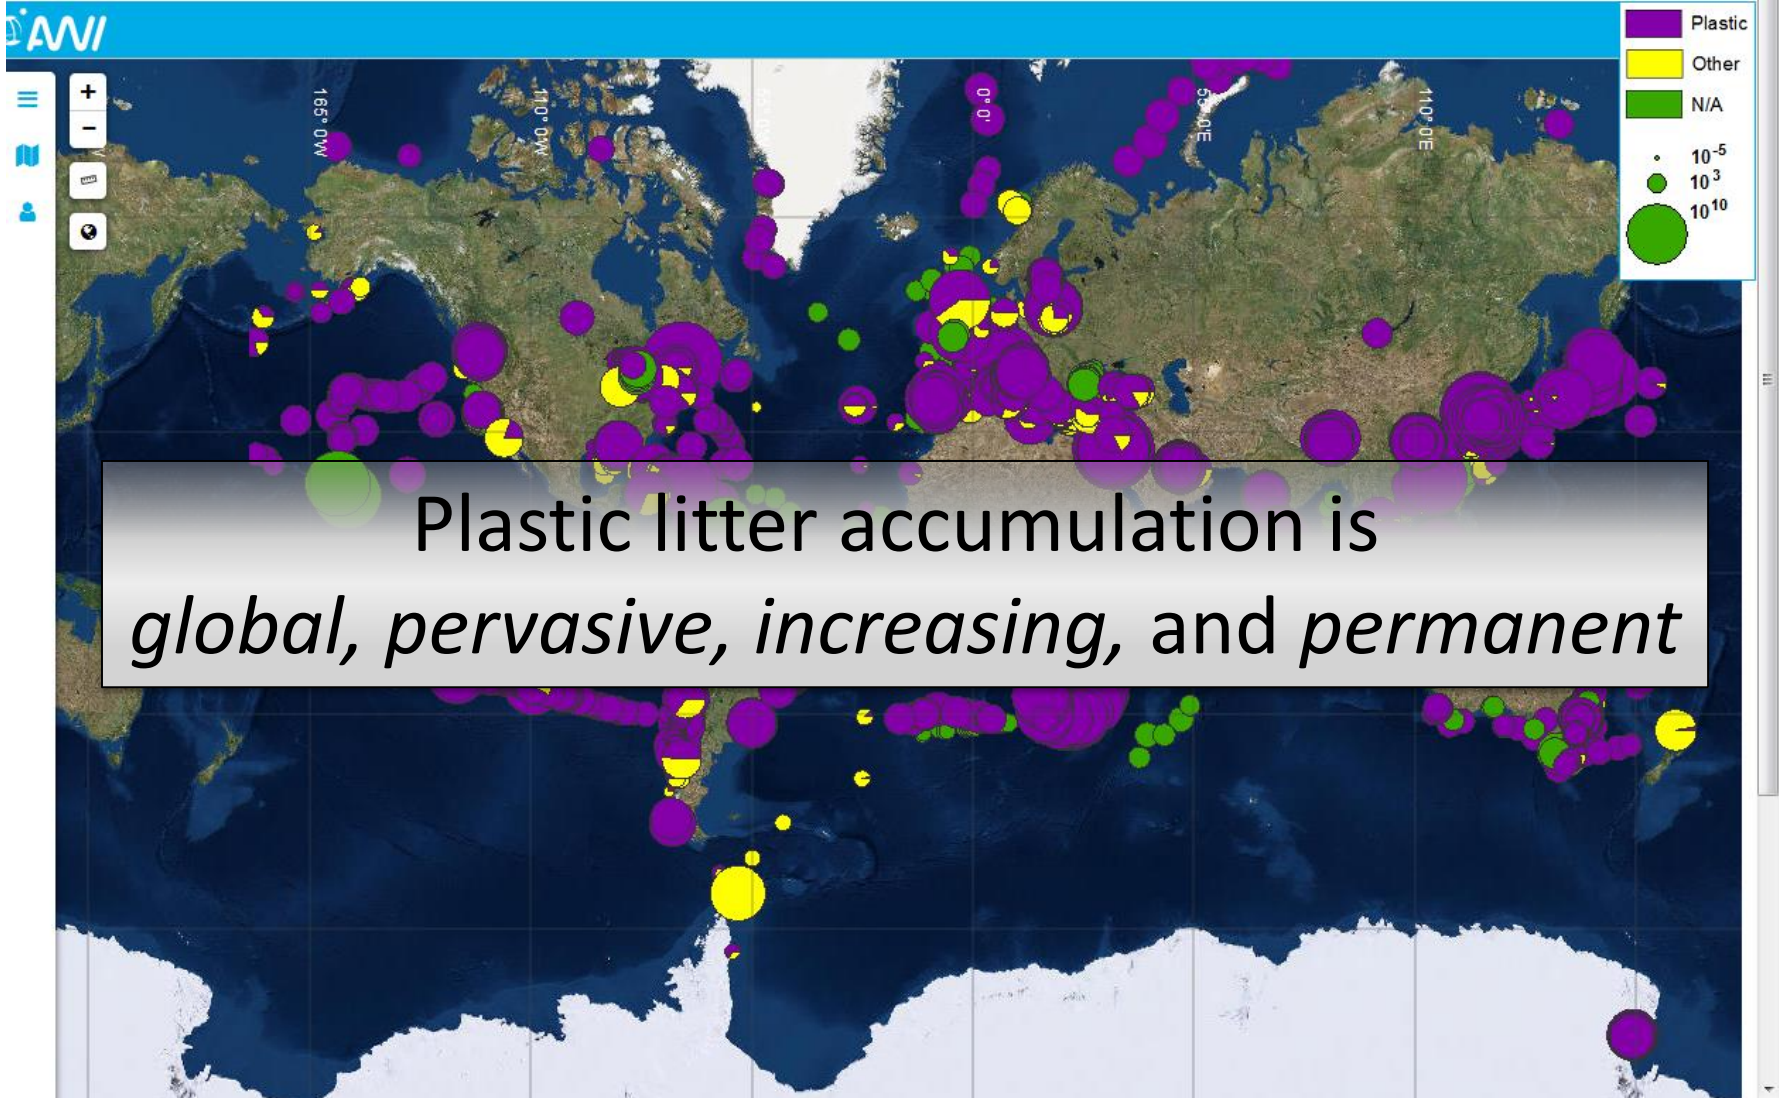 AWI
Plastic
Other
N/A
10⁻⁵
10³
10¹⁰
+
−
165° 0'W
110° 0'W
0° 0'
55° 0'E
110° 0'E
Plastic litter accumulation is
global, pervasive, increasing, and permanent